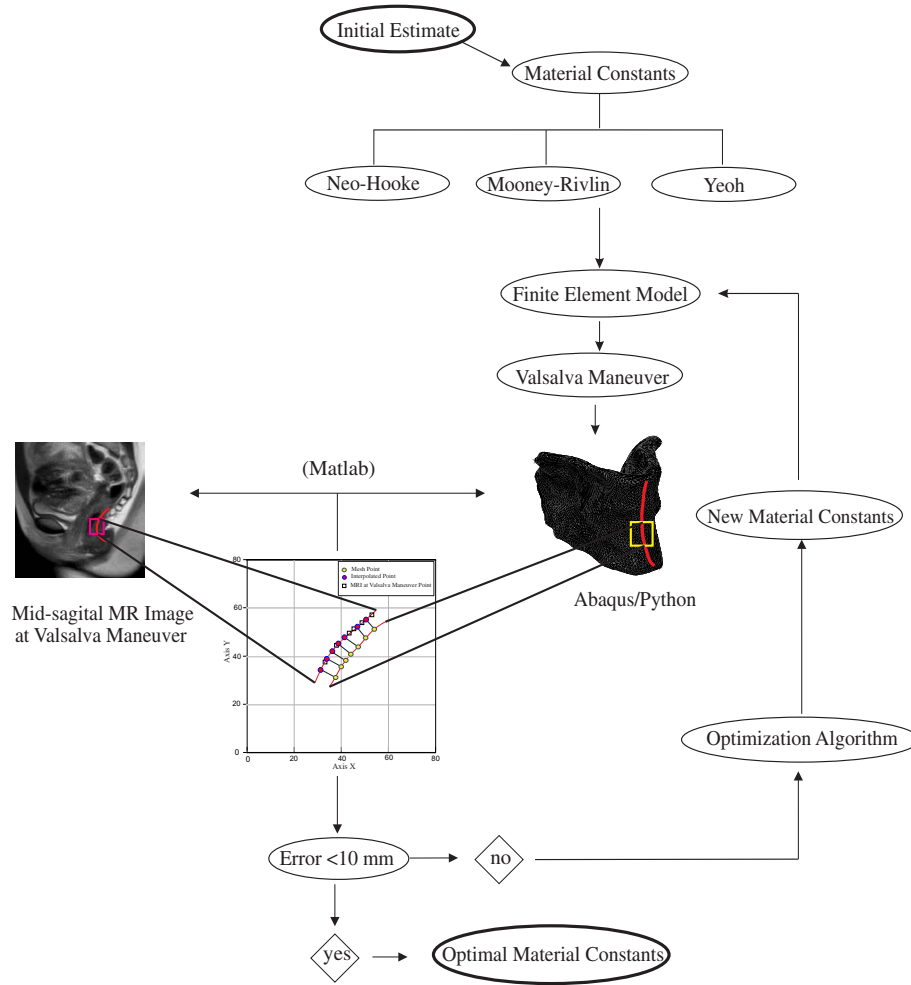 Initial Estimate
Material Constants
Neo-Hooke
Mooney-Rivlin
Yeoh
Finite Element Model
Valsalva Maneuver
(Matlab)
New Material Constants
Mid-sagital MR Image
at Valsalva Maneuver
Abaqus/Python
80
60
40
20
0
Axis Y
Mesh Point
Interpolated Point
MRI at Valsalva Maneuver Point
0
20
40
60
80
Axis X
Optimization Algorithm
Error <10 mm
no
yes
Optimal Material Constants